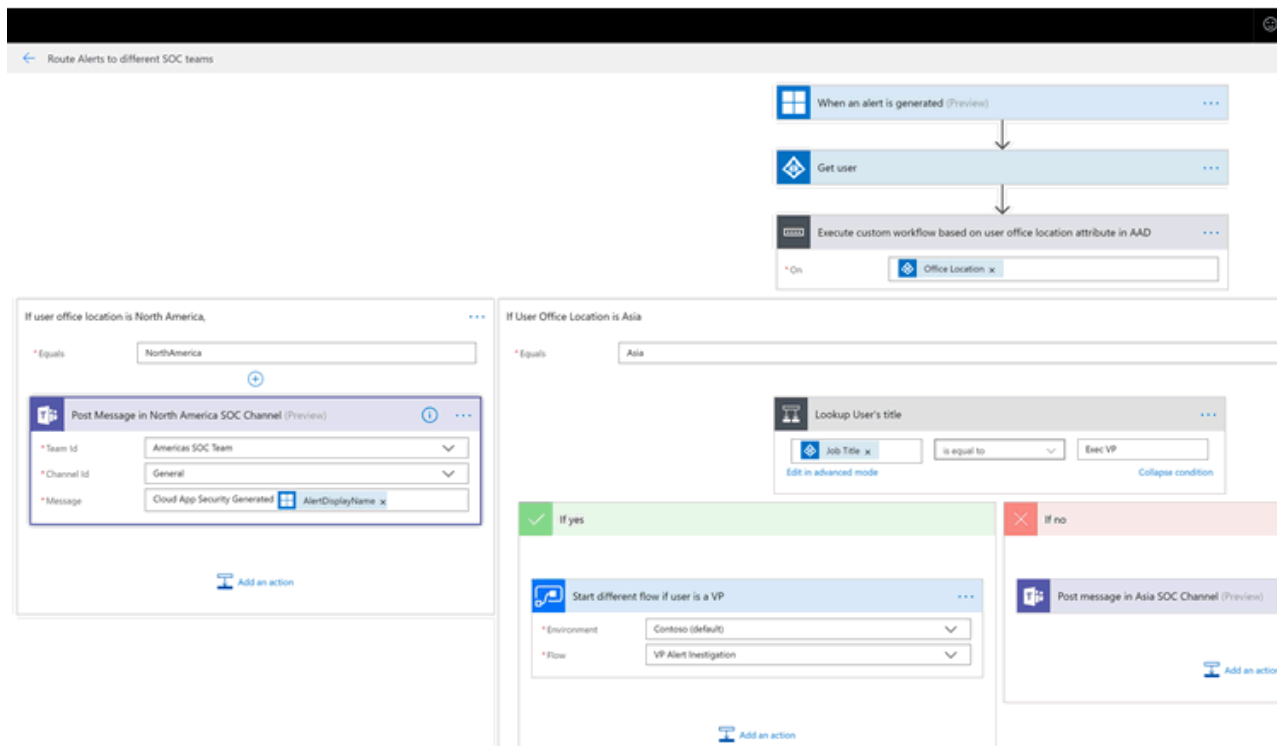 Route Alerts to different SOC teams
When an alert is generated (Preview)
Get user
Execute custom workflow based on user office location attribute in AAD
*On
Office Location x
If user office location is North America,
*Equals
NorthAmerica
Post Message in North America SOC Channel (Preview)
*Team Id
Americas SOC Team
*Channel Id
General
*Message
Cloud App Security Generated AlertDisplayName x
Add an action
If User Office Location is Asia
*Equals
Asia
Lookup User's title
Job Title x
is equal to
Exec VP
Edit in advanced mode
Collapse condition
If yes
Start different flow if user is a VP
*Environment
Contoso (default)
*Flow
VP Alert Inestigation
Add an action
If no
Post message in Asia SOC Channel (Preview)
Add an action